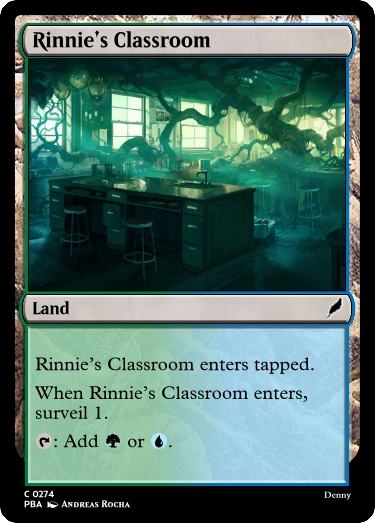 Rinnie's Classroom
Land
Rinnie's Classroom enters tapped.
When Rinnie's Classroom enters,
surveil 1.
: Add or .
C 0274
Denny
PBA Andreas Rocha